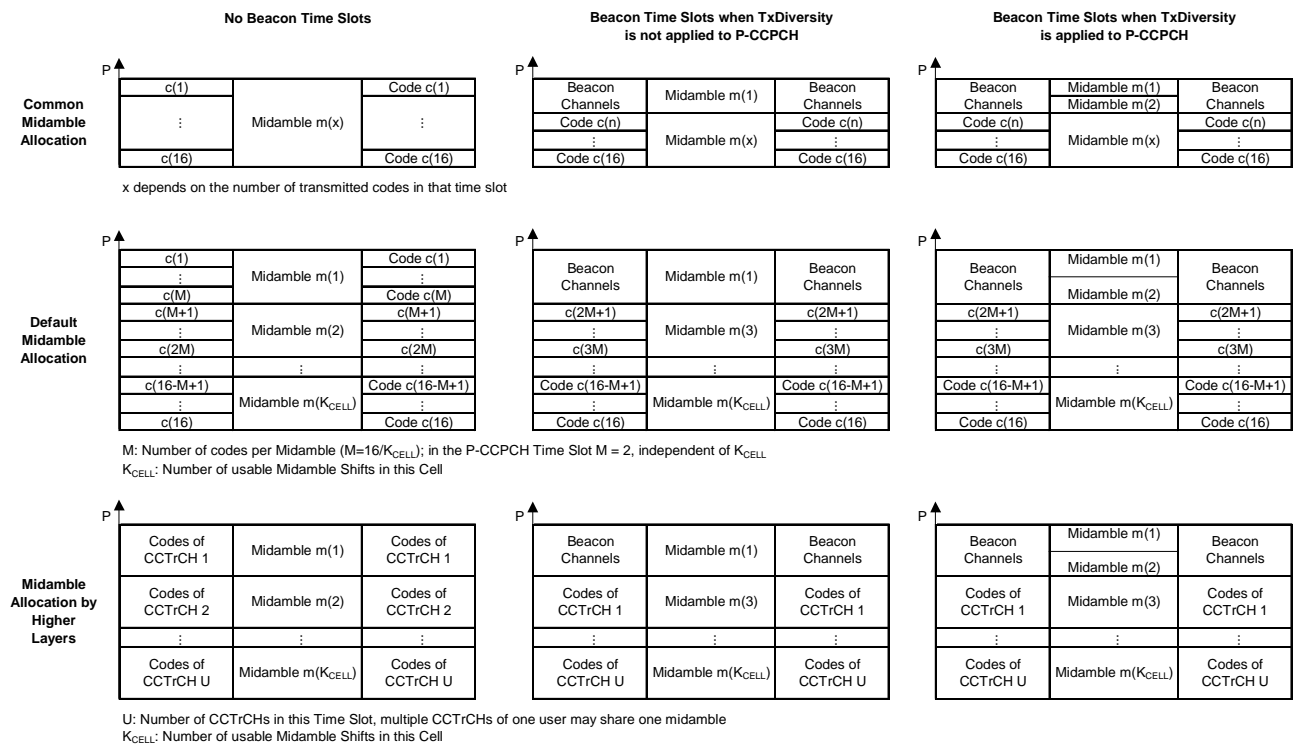 No Beacon Time Slots
Beacon Time Slots when TxDiversity
is not applied to P-CCPCH
Beacon Time Slots when TxDiversity
is applied to P-CCPCH
Common
Midamble
Allocation
P
c(1)
⋮
c(16)
Midamble m(x)
Code c(1)
⋮
Code c(16)
P
Beacon
Channels
Code c(n)
⋮
Code c(16)
Midamble m(1)
Midamble m(x)
Beacon
Channels
Code c(n)
⋮
Code c(16)
P
Beacon
Channels
Code c(n)
⋮
Code c(16)
Midamble m(1)
Midamble m(2)
Midamble m(x)
Beacon
Channels
Code c(n)
⋮
Code c(16)
x depends on the number of transmitted codes in that time slot
Default
Midamble
Allocation
P
c(1)
⋮
c(M)
c(M+1)
⋮
c(2M)
⋮
c(16-M+1)
⋮
c(16)
Midamble m(1)
Midamble m(2)
⋮
Midamble m(KCELL)
Code c(1)
⋮
Code c(M)
c(M+1)
⋮
c(2M)
⋮
Code c(16-M+1)
⋮
Code c(16)
P
Beacon
Channels
c(2M+1)
⋮
c(3M)
⋮
Code c(16-M+1)
⋮
Code c(16)
Midamble m(1)
Midamble m(3)
⋮
Midamble m(KCELL)
Beacon
Channels
c(2M+1)
⋮
c(3M)
⋮
Code c(16-M+1)
⋮
Code c(16)
P
Beacon
Channels
c(2M+1)
⋮
c(3M)
⋮
Code c(16-M+1)
⋮
Code c(16)
Midamble m(1)
Midamble m(2)
Midamble m(3)
⋮
Midamble m(KCELL)
Beacon
Channels
c(2M+1)
⋮
c(3M)
⋮
Code c(16-M+1)
⋮
Code c(16)
M: Number of codes per Midamble (M=16/KCELL); in the P-CCPCH Time Slot M = 2, independent of KCELL
KCELL: Number of usable Midamble Shifts in this Cell
Midamble
Allocation by
Higher
Layers
P
Codes of
CCTrCH 1
Codes of
CCTrCH 2
⋮
Codes of
CCTrCH U
Midamble m(1)
Midamble m(2)
⋮
Midamble m(KCELL)
Codes of
CCTrCH 1
Codes of
CCTrCH 2
⋮
Codes of
CCTrCH U
P
Beacon
Channels
Codes of
CCTrCH 1
⋮
Codes of
CCTrCH U
Midamble m(1)
Midamble m(3)
⋮
Midamble m(KCELL)
Beacon
Channels
Codes of
CCTrCH 1
⋮
Codes of
CCTrCH U
P
Beacon
Channels
Codes of
CCTrCH 1
⋮
Codes of
CCTrCH U
Midamble m(1)
Midamble m(2)
Midamble m(3)
⋮
Midamble m(KCELL)
Beacon
Channels
Codes of
CCTrCH 1
⋮
Codes of
CCTrCH U
U: Number of CCTrCHs in this Time Slot, multiple CCTrCHs of one user may share one midamble
KCELL: Number of usable Midamble Shifts in this Cell